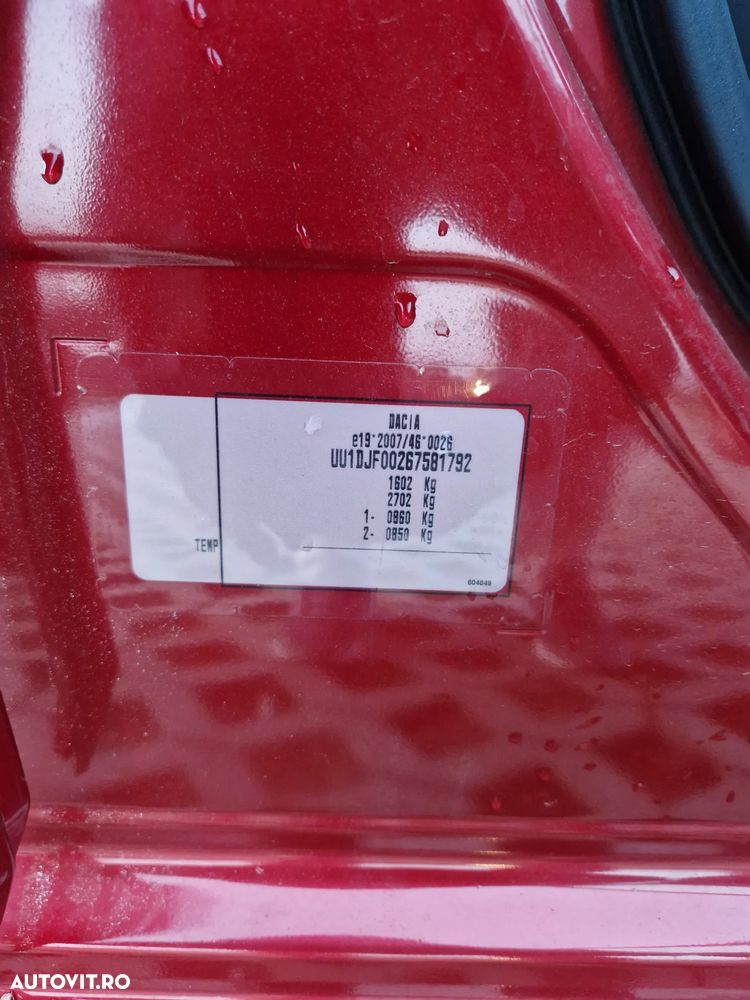 DACIA
e19*2007/46*0026
UU1DJF00267581792
1602 Kg
2702 Kg
1- 0860 Kg
2- 0850 Kg
TEMP
604849
AUTOVIT.RO